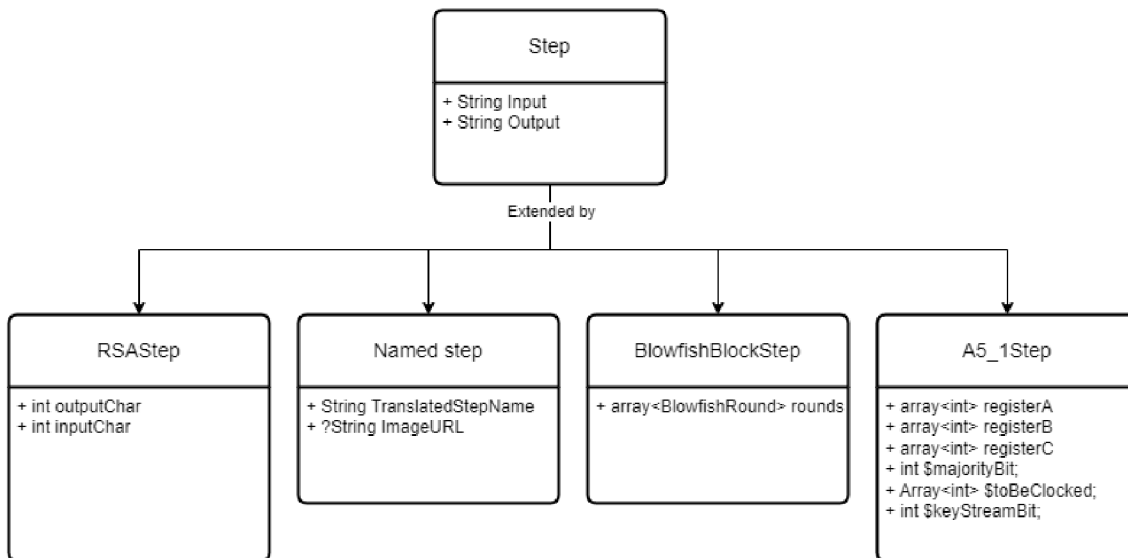 Step
+ String Input
+ String Output
Extended by
RSAStep
+ int outputChar
+ int inputChar
Named step
+ String TranslatedStepName
+ ?String ImageURL
BlowfishBlockStep
+ array<BlowfishRound> rounds
A5_1Step
+ array<int> registerA
+ array<int> registerB
+ array<int> registerC
+ int $majorityBit;
+ Array<int> $toBeClocked;
+ int $keyStreamBit;